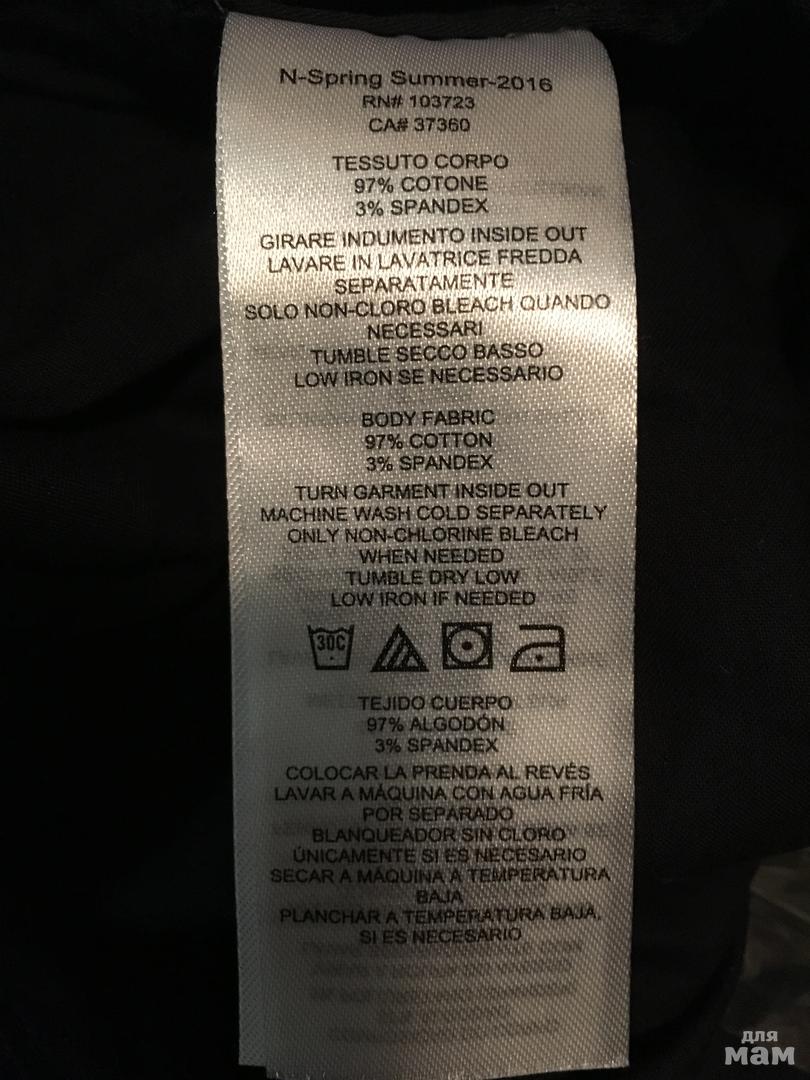 N-Spring Summer-2016
RN# 103723
CA# 37360
TESSUTO CORPO
97% COTONE
3% SPANDEX
GIRARE INDUMENTO INSIDE OUT
LAVARE IN LAVATRICE FREDDA
SEPARATAMENTE
SOLO NON-CLORO BLEACH QUANDO
NECESSARI
TUMBLE SECCO BASSO
LOW IRON SE NECESSARIO
BODY FABRIC
97% COTTON
3% SPANDEX
TURN GARMENT INSIDE OUT
MACHINE WASH COLD SEPARATELY
ONLY NON-CHLORINE BLEACH
WHEN NEEDED
TUMBLE DRY LOW
LOW IRON IF NEEDED
30C
TEJIDO CUERPO
97% ALGODÓN
3% SPANDEX
COLOCAR LA PRENDA AL REVÉS
LAVAR A MÁQUINA CON AGUA FRÍA
POR SEPARADO
BLANQUEADOR SIN CLORO
ÚNICAMENTE SI ES NECESARIO
SECAR A MÁQUINA A TEMPERATURA
BAJA
PLANCHAR A TEMPERATURA BAJA,
SI ES NECESARIO
для
мам